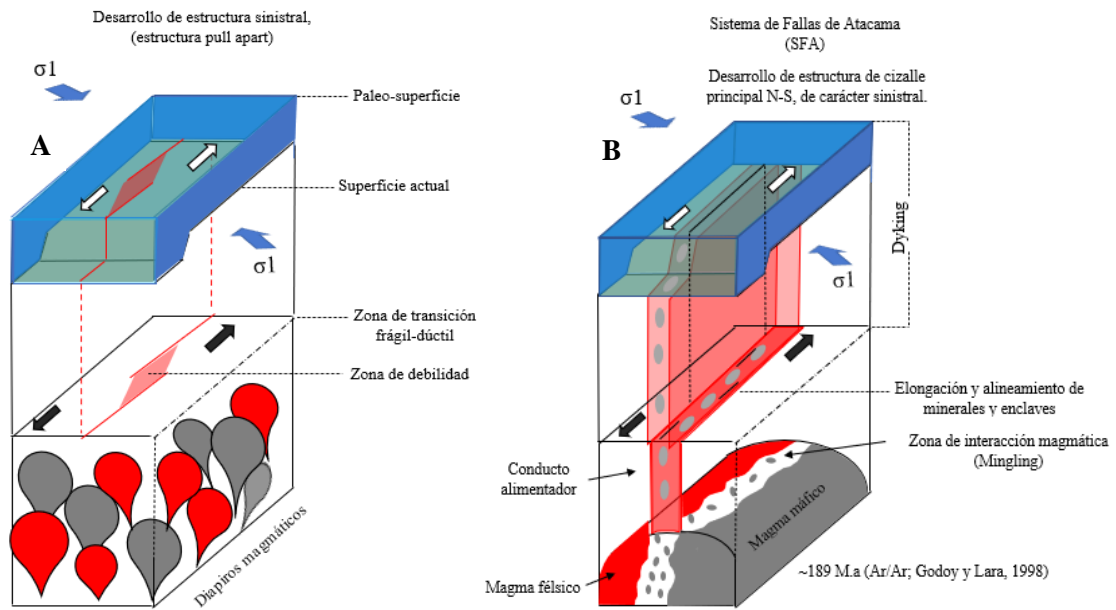 Desarrollo de estructura sinistral,
(estructura pull apart)
σ1
Paleo-superfície
A
Superfície actual
σ1
Zona de transición
frágil-dúctil
Zona de debilidad
Diapiros magmáticos
Sistema de Fallas de Atacama
(SFA)
Desarrollo de estructura de cizalle
principal N-S, de carácter sinistral.
σ1
B
Dyking
σ1
Elongación y alineamiento de
minerales y enclaves
Zona de interacción magmática
(Mingling)
Conducto
alimentador
Magma máfico
Magma félsico
~189 M.a (Ar/Ar; Godoy y Lara, 1998)